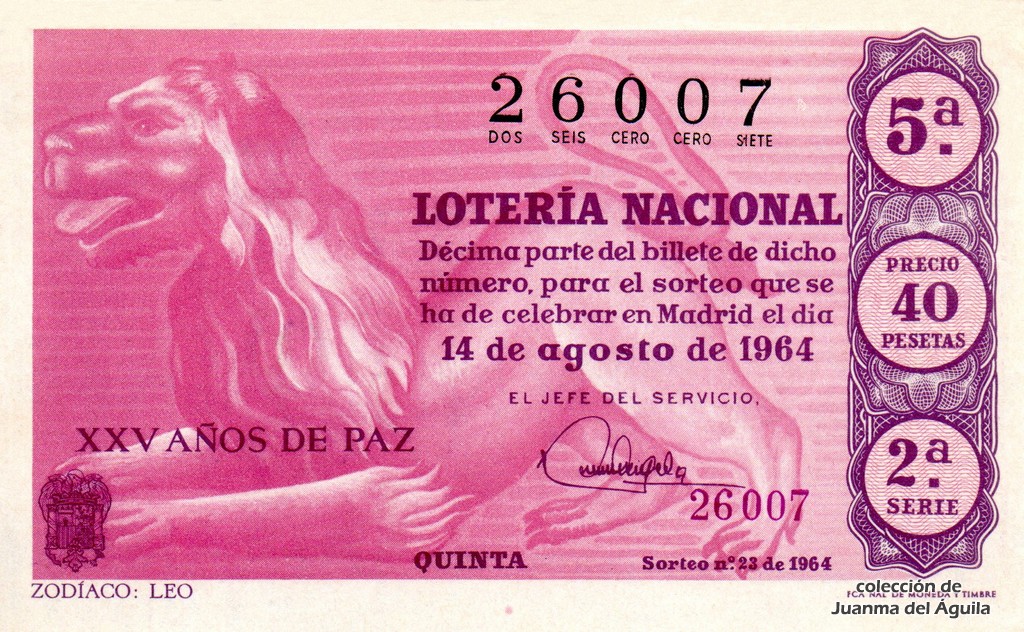 26007
DOS SEIS CERO CERO SIETE
LOTERÍA NACIONAL
Décima parte del billete de dicho
número, para el sorteo que se
ha de celebrar en Madrid el día
14 de agosto de 1964
EL JEFE DEL SERVICIO,
XXV AÑOS DE PAZ
26007
QUINTA
Sorteo nº 23 de 1964
5ª
PRECIO
40
PESETAS
2ª
SERIE
ZODÍACO: LEO
FCA NAL DE MONEDA Y TIMBRE
colección de
Juanma del Águila